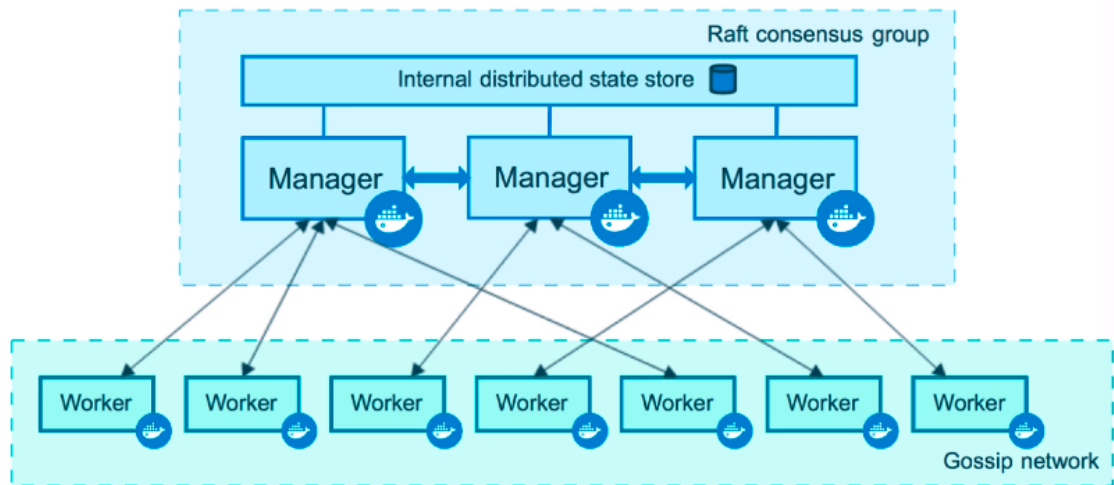 Raft consensus group
Internal distributed state store
Manager
Manager
Manager
Worker
Worker
Worker
Worker
Worker
Worker
Worker
Gossip network